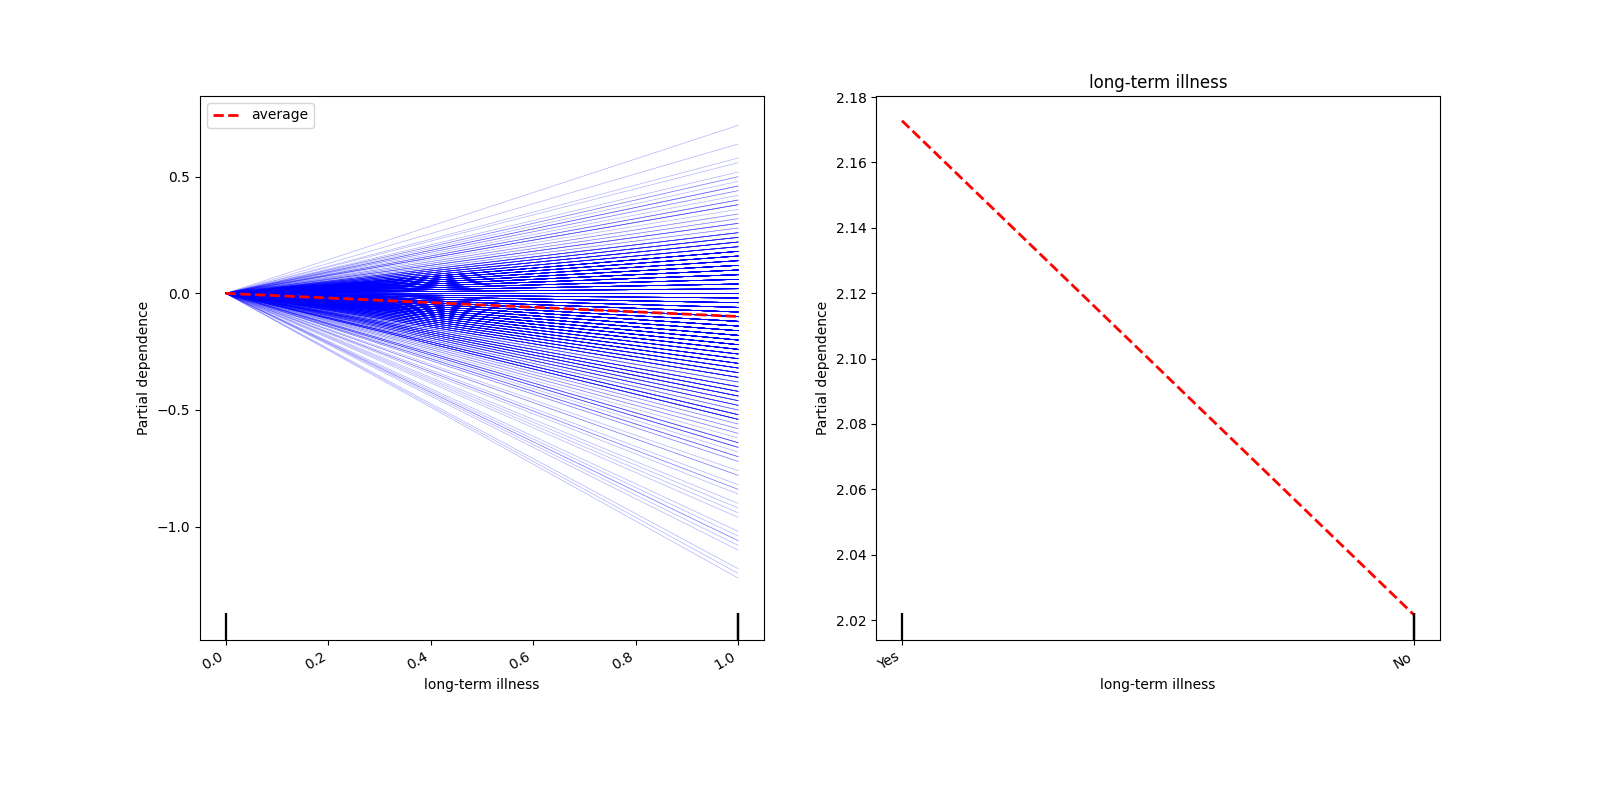 average
0.5
0.0
−0.5
−1.0
Partial dependence
0.0 0.2 0.4 0.6 0.8 1.0
long-term illness
long-term illness
2.18
2.16
2.14
2.12
2.10
2.08
2.06
2.04
2.02
Partial dependence
Yes No
long-term illness